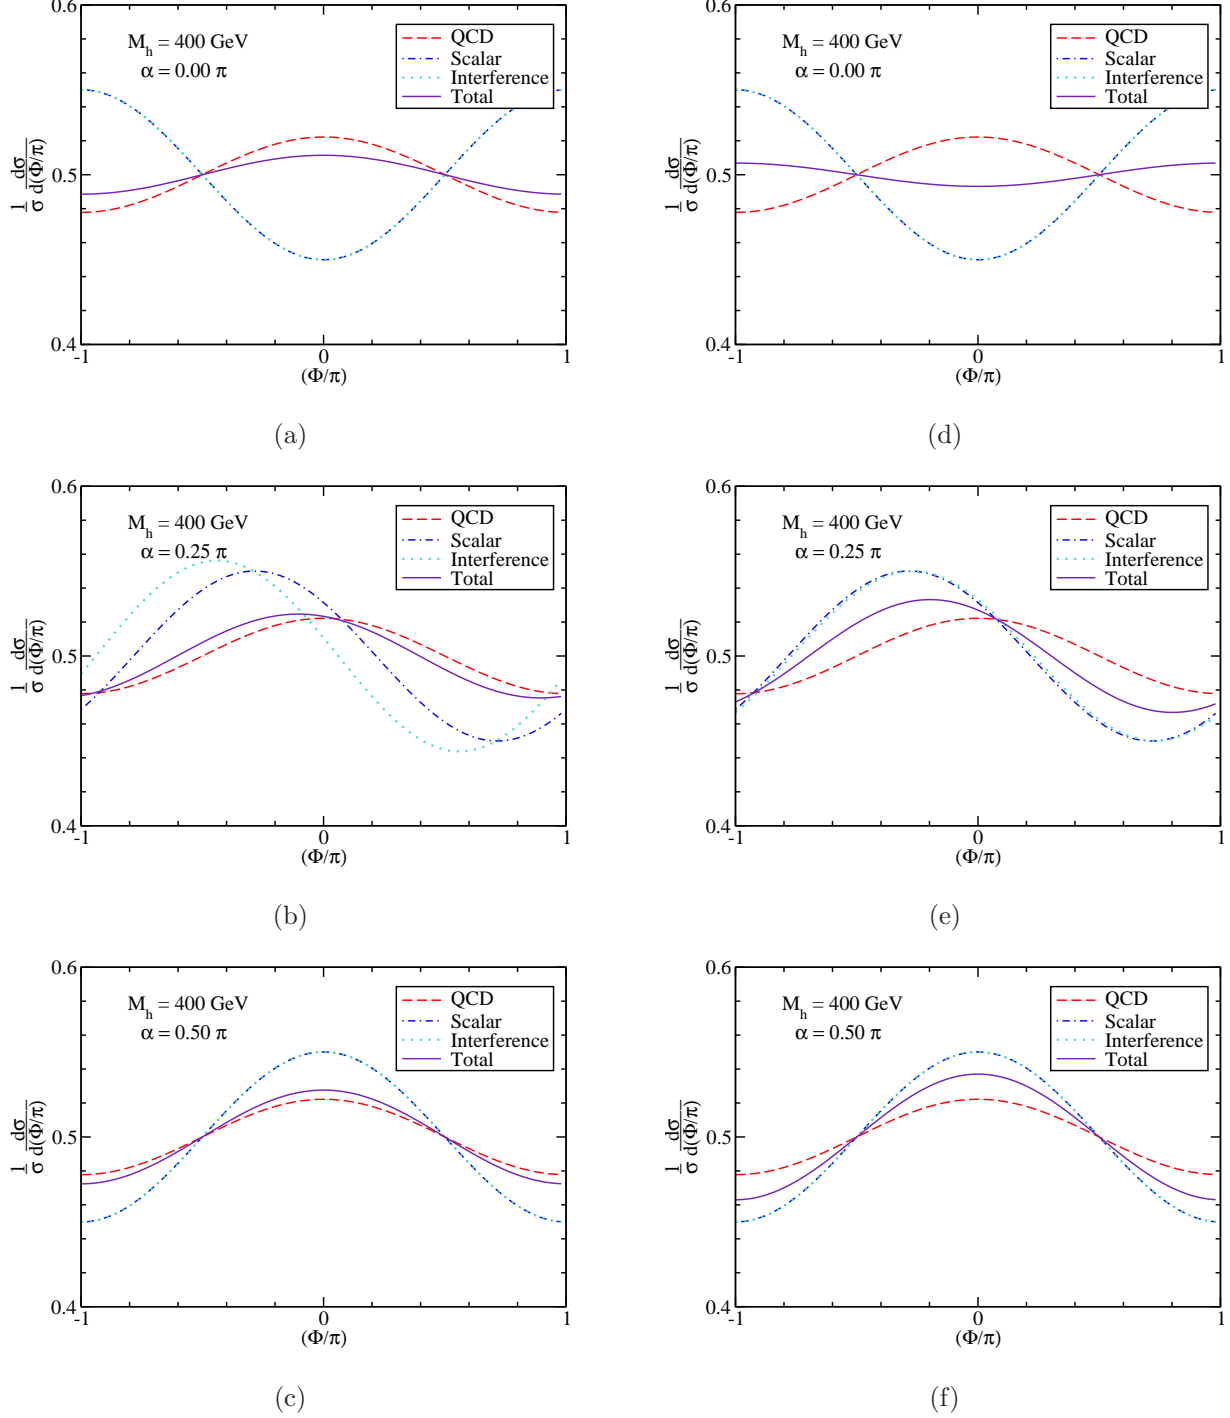 0.6
M_h = 400 GeV
α = 0.00 π
QCD
Scalar
Interference
Total
1/σ dσ/d(Φ/π)
0.5
0.4
-1
0
1
(Φ/π)
(a)
0.6
M_h = 400 GeV
α = 0.00 π
QCD
Scalar
Interference
Total
1/σ dσ/d(Φ/π)
0.5
0.4
-1
0
1
(Φ/π)
(d)
0.6
M_h = 400 GeV
α = 0.25 π
QCD
Scalar
Interference
Total
1/σ dσ/d(Φ/π)
0.5
0.4
-1
0
1
(Φ/π)
(b)
0.6
M_h = 400 GeV
α = 0.25 π
QCD
Scalar
Interference
Total
1/σ dσ/d(Φ/π)
0.5
0.4
-1
0
1
(Φ/π)
(e)
0.6
M_h = 400 GeV
α = 0.50 π
QCD
Scalar
Interference
Total
1/σ dσ/d(Φ/π)
0.5
0.4
-1
0
1
(Φ/π)
(c)
0.6
M_h = 400 GeV
α = 0.50 π
QCD
Scalar
Interference
Total
1/σ dσ/d(Φ/π)
0.5
0.4
-1
0
1
(Φ/π)
(f)